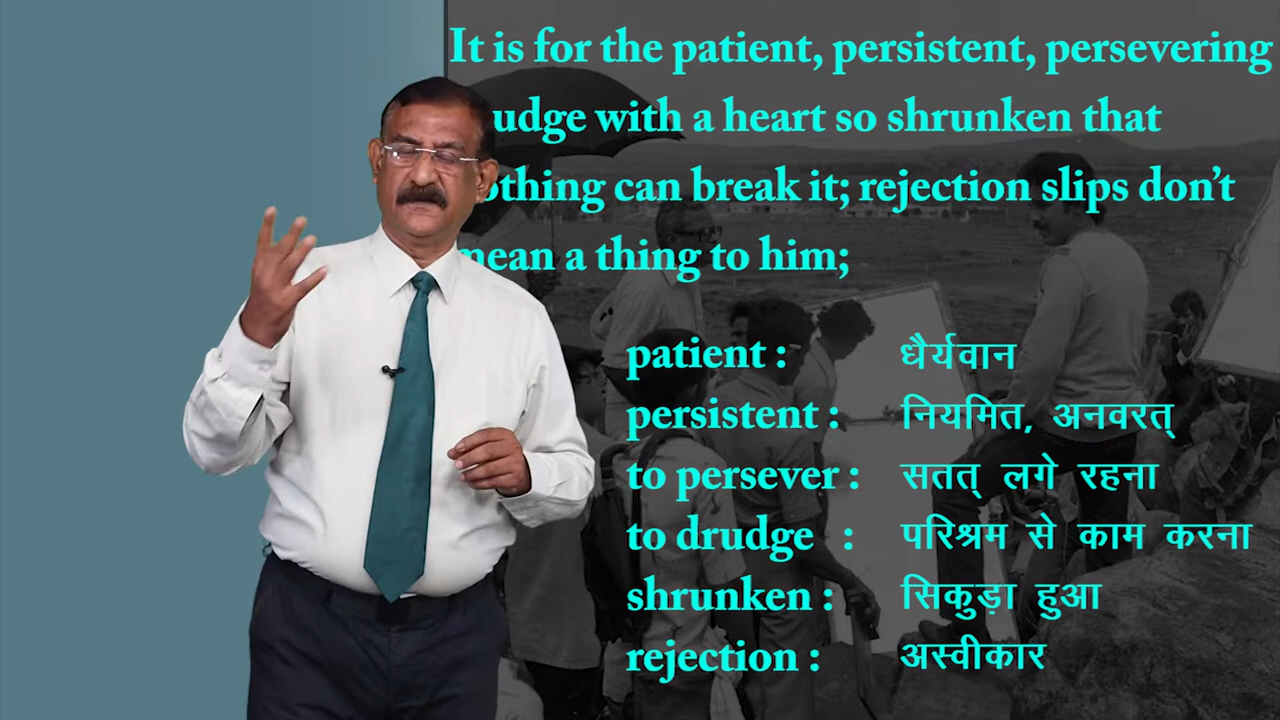 It is for the patient, persistent, persevering
udge with a heart so shrunken that
othing can break it; rejection slips don’t
mean a thing to him;
patient : धैर्यवान
persistent : नियमित, अनवरत्
to persever : सतत् लगे रहना
to drudge : परिश्रम से काम करना
shrunken : सिकुड़ा हुआ
rejection : अस्वीकार